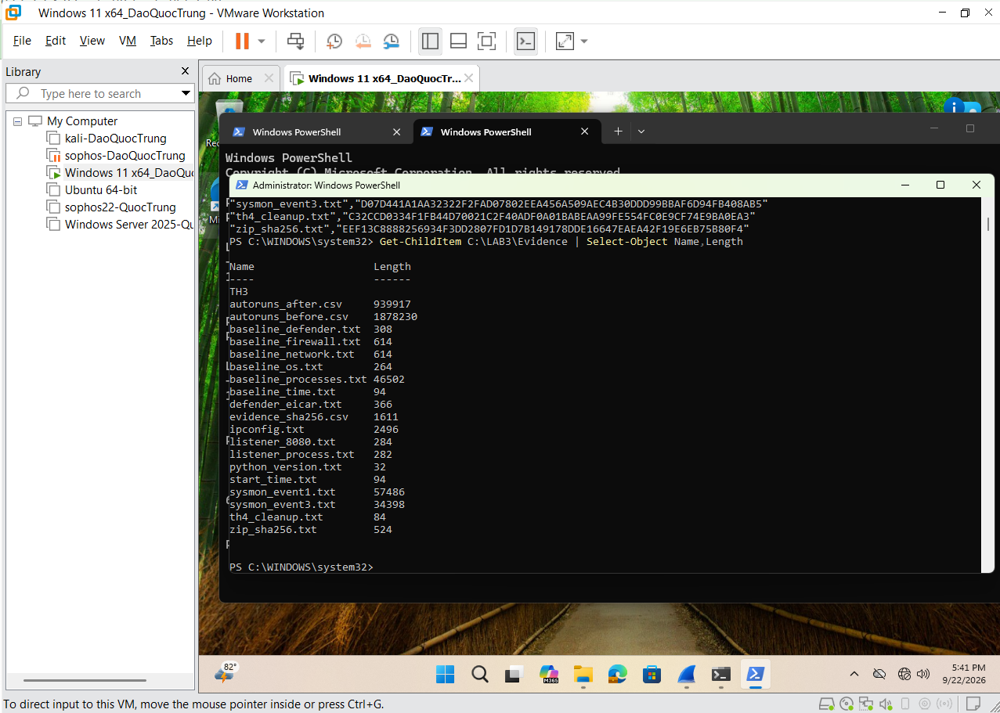 Windows 11 x64_DaoQuocTrung - VMware Workstation
File Edit View VM Tabs Help
Library
Type here to search
My Computer
kali-DaoQuocTrung
sophos-DaoQuocTrung
Windows 11 x64_DaoQuo
Ubuntu 64-bit
sophos22-QuocTrung
Windows Server 2025-Qu
Home
Windows 11 x64_DaoQuocTr...
Windows PowerShell
Windows PowerShell
Windows PowerShell
Copyright (C) Microsoft Corporation. All rights reserved
Administrator: Windows PowerShell
"sysmon_event3.txt","D07D441A1AA32322F2FAD07802EEA456A509AEC4B30DDD99BBAF6D94FB408AB5"
"th4_cleanup.txt","C32CCD0334F1FB44D70021C2F40ADF0A01BABEAA99FE554FC0E9CF74E9BA0EA3"
"zip_sha256.txt","EEF13C8888256934F3DD2807FD1D7B149178DDE16647EAEA42F19E6EB75B80F4"
PS C:\WINDOWS\system32> Get-ChildItem C:\LAB3\Evidence | Select-Object Name,Length
Name Length
---- ------
TH3
autoruns_after.csv 939917
autoruns_before.csv 1878230
baseline_defender.txt 308
baseline_firewall.txt 614
baseline_network.txt 614
baseline_os.txt 264
baseline_processes.txt 46502
baseline_time.txt 94
defender_eicar.txt 366
evidence_sha256.csv 1611
ipconfig.txt 2496
listener_8080.txt 284
listener_process.txt 282
python_version.txt 32
start_time.txt 94
sysmon_event1.txt 57486
sysmon_event3.txt 34398
th4_cleanup.txt 84
zip_sha256.txt 524
PS C:\WINDOWS\system32>
82°
M365
5:41 PM
9/22/2026
To direct input to this VM, move the mouse pointer inside or press Ctrl+G.